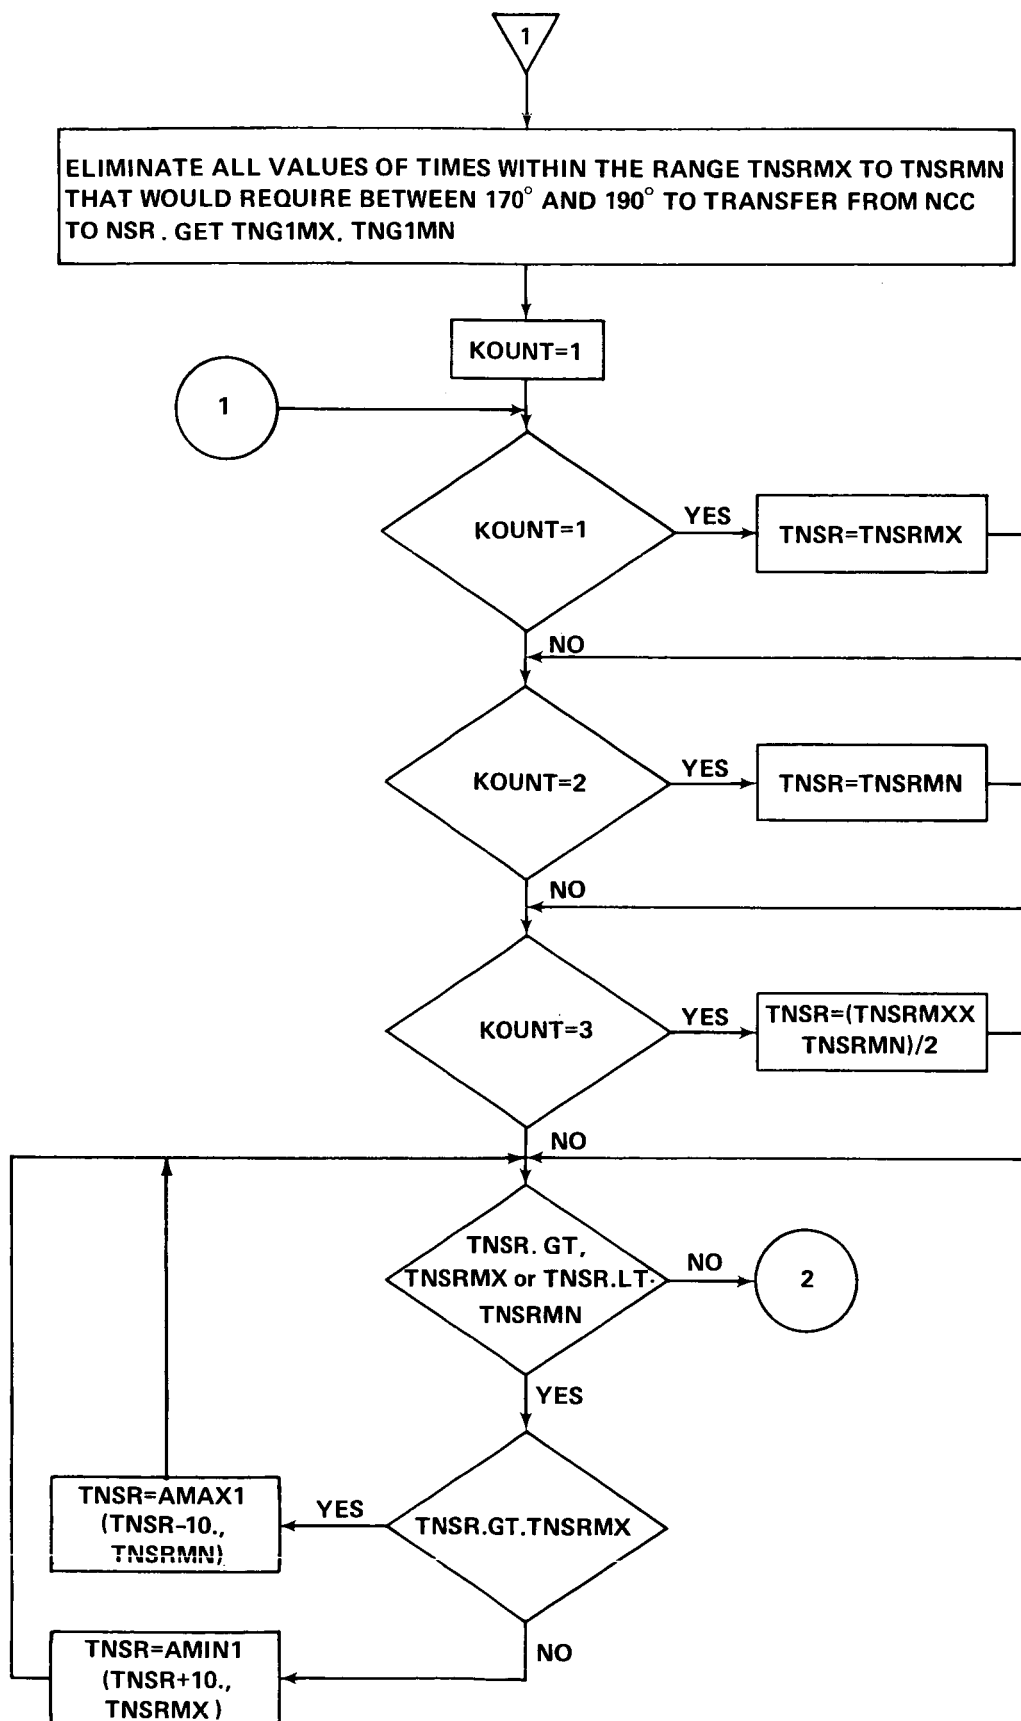 1
ELIMINATE ALL VALUES OF TIMES WITHIN THE RANGE TNSRMX TO TNSRMN
THAT WOULD REQUIRE BETWEEN 170° AND 190° TO TRANSFER FROM NCC
TO NSR. GET TNG1MX, TNG1MN
KOUNT=1
1
KOUNT=1
YES
TNSR=TNSRMX
NO
KOUNT=2
YES
TNSR=TNSRMN
NO
KOUNT=3
YES
TNSR=(TNSRMXX
TNSRMN)/2
NO
TNSR. GT,
TNSRMX or TNSR.LT.
TNSRMN
NO
2
YES
TNSR.GT.TNSRMX
YES
TNSR=AMAX1
(TNSR-10.,
TNSRMN)
NO
TNSR=AMIN1
(TNSR+10.,
TNSRMX)